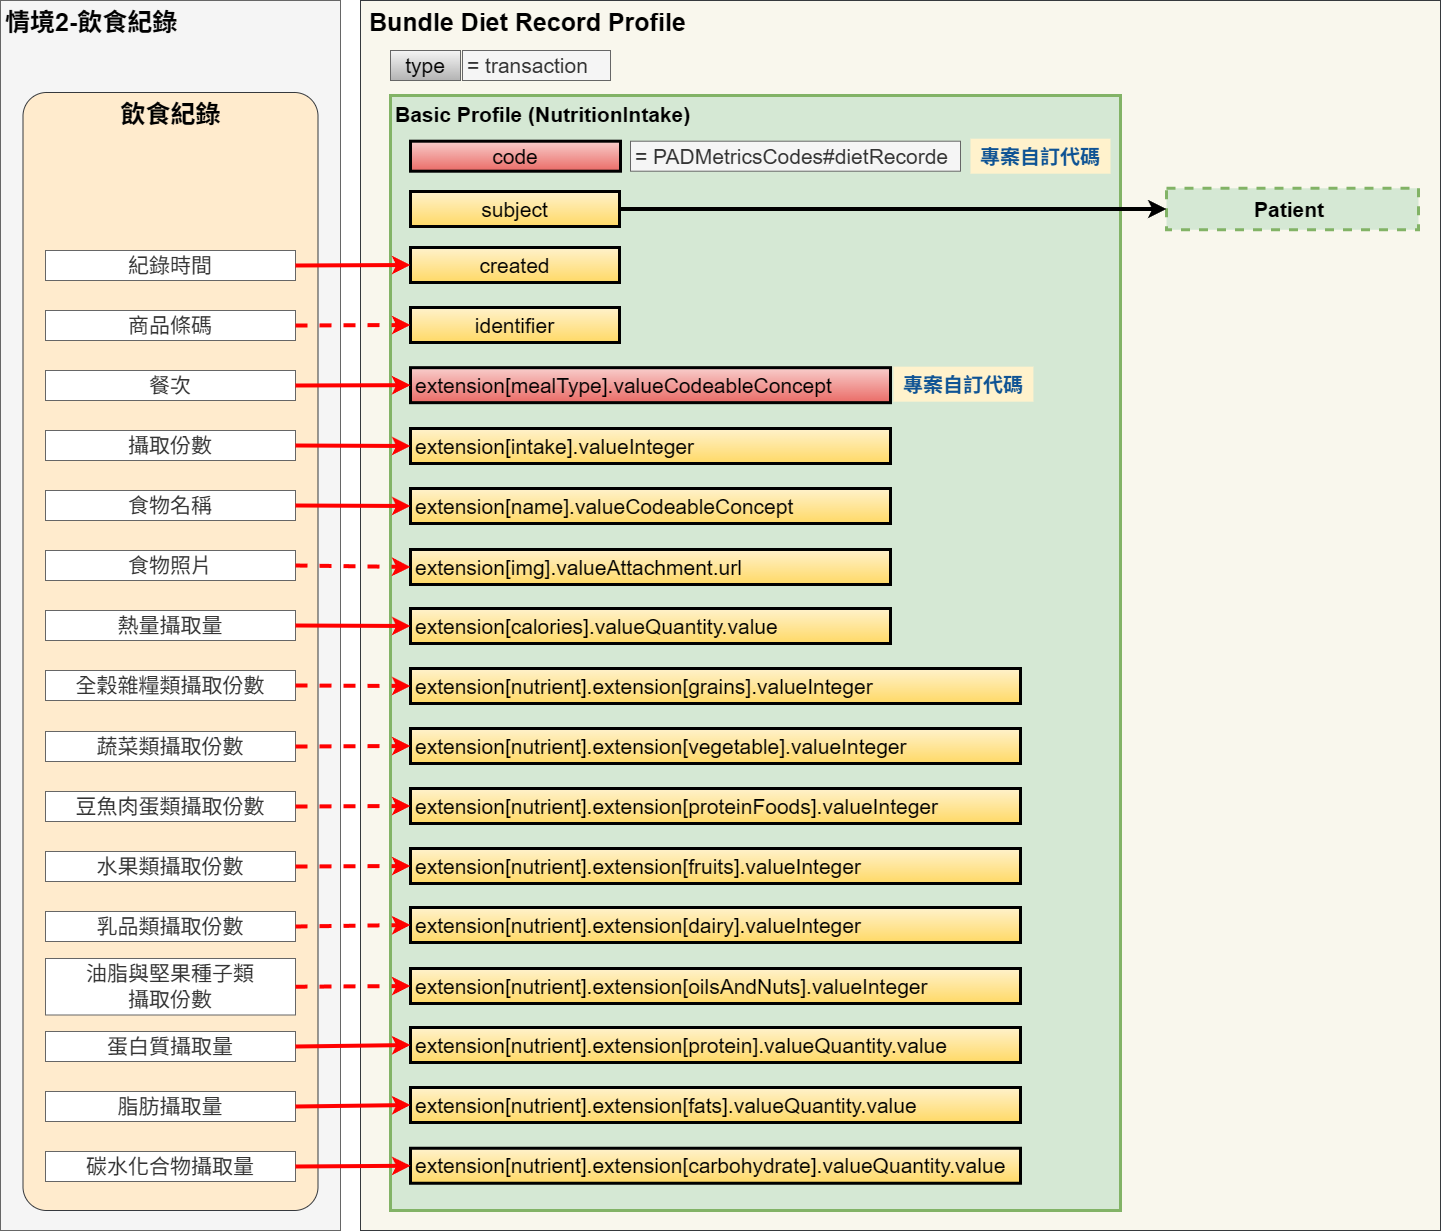 情境2-飲食紀錄
飲食紀錄
紀錄時間
商品條碼
餐次
攝取份數
食物名稱
食物照片
熱量攝取量
全穀雜糧類攝取份數
蔬菜類攝取份數
豆魚肉蛋類攝取份數
水果類攝取份數
乳品類攝取份數
油脂與堅果種子類
攝取份數
蛋白質攝取量
脂肪攝取量
碳水化合物攝取量
Bundle Diet Record Profile
type = transaction
Basic Profile (NutritionIntake)
code = PADMetricsCodes#dietRecorde 專案自訂代碼
subject Patient
created
identifier
extension[mealType].valueCodeableConcept 專案自訂代碼
extension[intake].valueInteger
extension[name].valueCodeableConcept
extension[img].valueAttachment.url
extension[calories].valueQuantity.value
extension[nutrient].extension[grains].valueInteger
extension[nutrient].extension[vegetable].valueInteger
extension[nutrient].extension[proteinFoods].valueInteger
extension[nutrient].extension[fruits].valueInteger
extension[nutrient].extension[dairy].valueInteger
extension[nutrient].extension[oilsAndNuts].valueInteger
extension[nutrient].extension[protein].valueQuantity.value
extension[nutrient].extension[fats].valueQuantity.value
extension[nutrient].extension[carbohydrate].valueQuantity.value